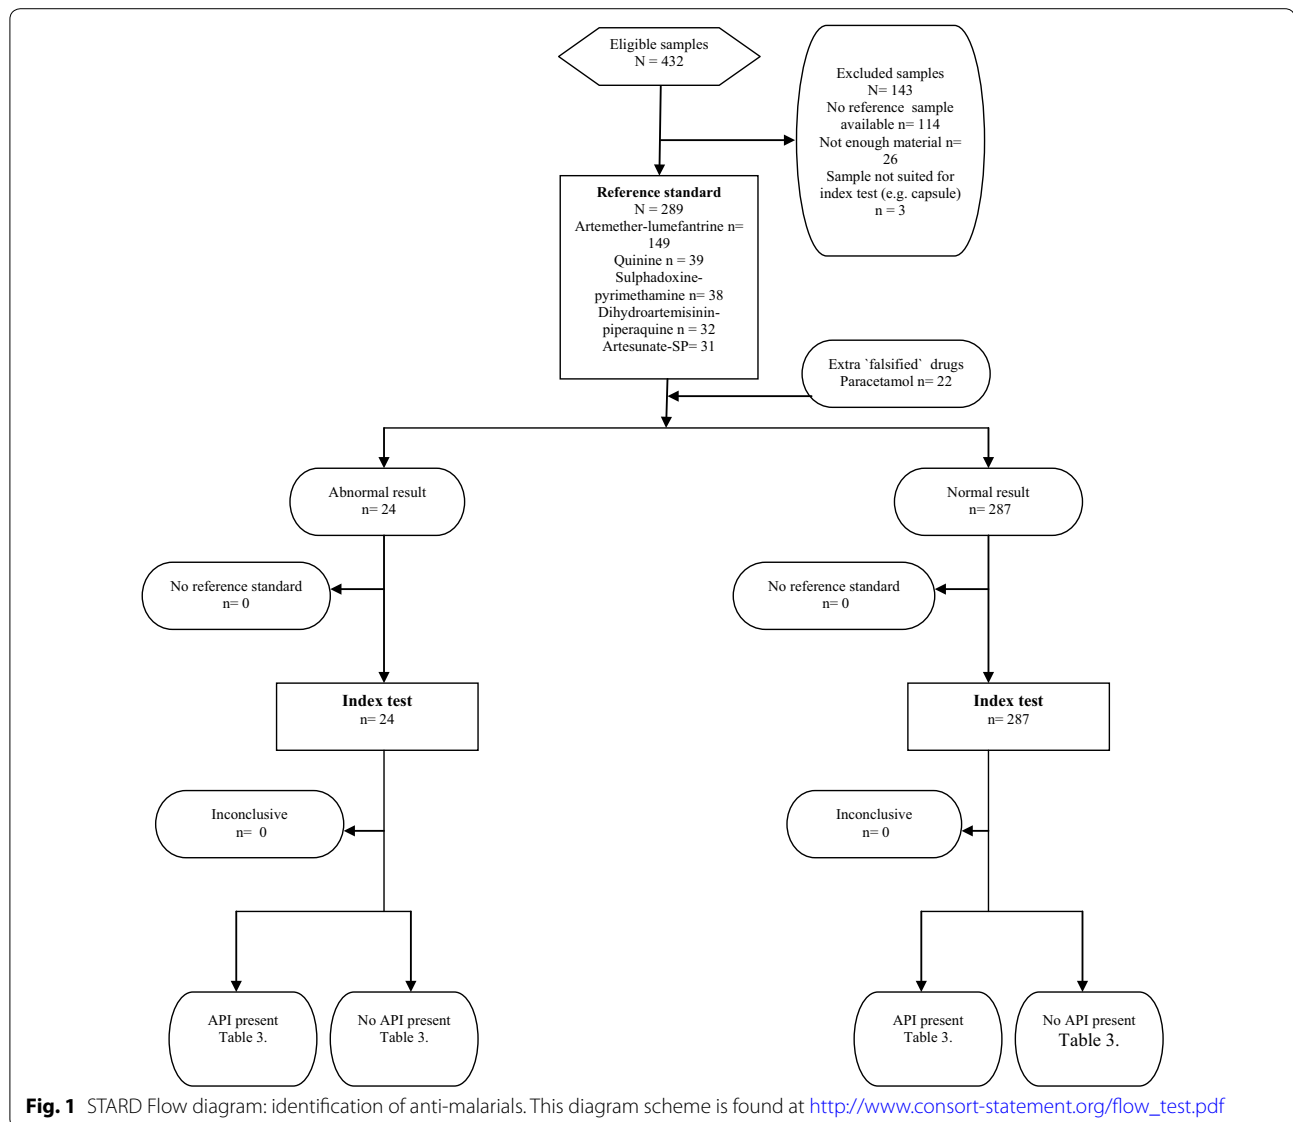 Eligible samples
N = 432
Excluded samples
N= 143
No reference sample
available n= 114
Not enough material n=
26
Sample not suited for
index test (e.g. capsule)
n = 3
Reference standard
N = 289
Artemether-lumefantrine n=
149
Quinine n = 39
Sulphadoxine-
pyrimethamine n= 38
Dihydroartemisinin-
piperaquine n = 32
Artesunate-SP= 31
Extra `falsified` drugs
Paracetamol n= 22
Abnormal result
n= 24
Normal result
n= 287
No reference standard
n= 0
No reference standard
n= 0
Index test
n= 24
Index test
n= 287
Inconclusive
n= 0
Inconclusive
n= 0
API present
Table 3.
No API present
Table 3.
API present
Table 3.
No API present
Table 3.
Fig. 1 STARD Flow diagram: identification of anti-malarials. This diagram scheme is found at http://www.consort-statement.org/flow_test.pdf